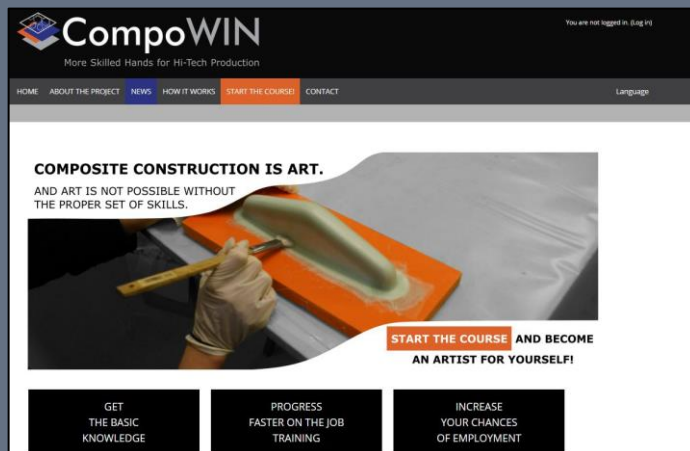 CompoWIN
More Skilled Hands for Hi-Tech Production
You are not logged in. (Log in)
HOME ABOUT THE PROJECT NEWS HOW IT WORKS START THE COURSE! CONTACT Language
COMPOSITE CONSTRUCTION IS ART.
AND ART IS NOT POSSIBLE WITHOUT
THE PROPER SET OF SKILLS.
START THE COURSE AND BECOME
AN ARTIST FOR YOURSELF!
GET
THE BASIC
KNOWLEDGE
PROGRESS
FASTER ON THE JOB
TRAINING
INCREASE
YOUR CHANCES
OF EMPLOYMENT